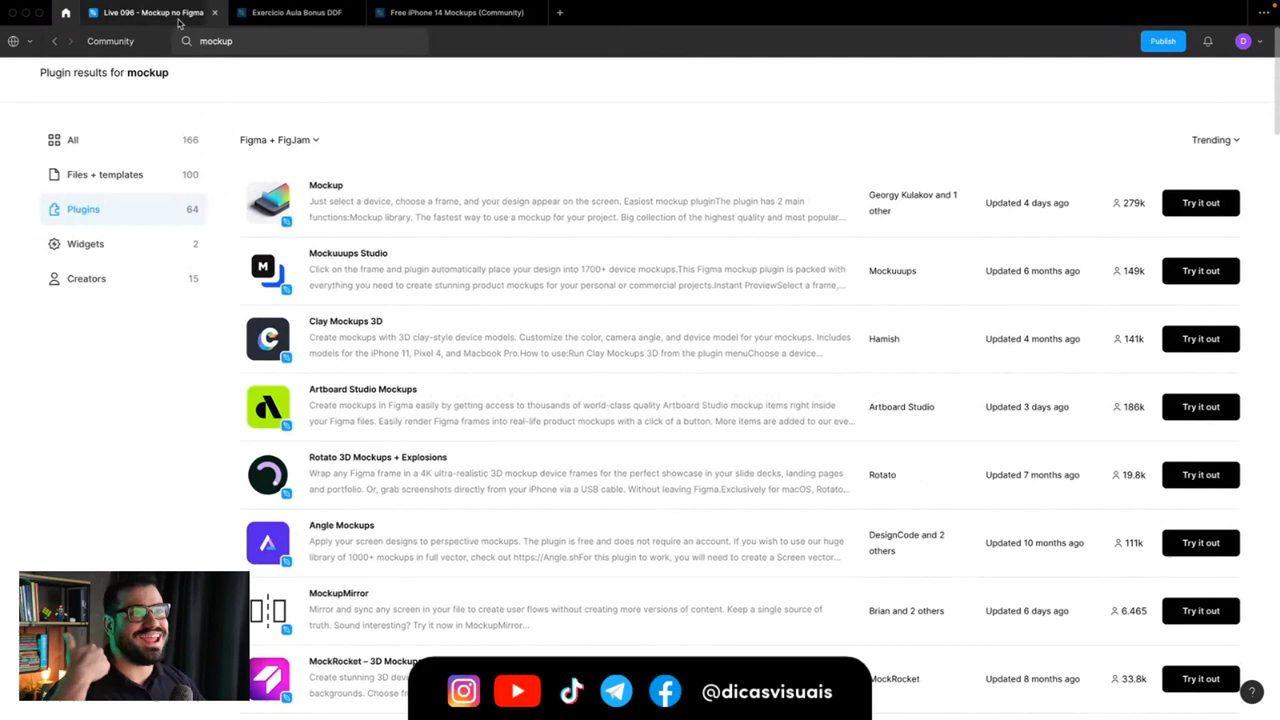 Live 096 - Mockup no Figma
Exercício Aula Bonus DDF
Free iPhone 14 Mockups (Community)
Community
mockup
Publish
D
Plugin results for mockup
All 166
Files + templates 100
Plugins 64
Widgets 2
Creators 15
Figma + FigJam
Trending
Mockup
Just select a device, choose a frame, and your design appear on the screen. Easiest mockup pluginThe plugin has 2 main
functions:Mockup library. The fastest way to use a mockup for your project. Big collection of the highest quality and most popular...
Georgy Kulakov and 1
other
Updated 4 days ago
279k
Try it out
Mockuuups Studio
Click on the frame and plugin automatically place your design into 1700+ device mockups.This Figma mockup plugin is packed with
everything you need to create stunning product mockups for your personal or commercial projects.Instant PreviewSelect a frame,...
Mockuuups
Updated 6 months ago
149k
Try it out
M
Clay Mockups 3D
Create mockups with 3D clay-style device models. Customize the color, camera angle, and device model for your mockups. Includes
models for the iPhone 11, Pixel 4, and Macbook Pro.How to use:Run Clay Mockups 3D from the plugin menuChoose a device...
Hamish
Updated 4 months ago
141k
Try it out
Artboard Studio Mockups
Create mockups in Figma easily by getting access to thousands of world-class quality Artboard Studio mockup items right inside
your Figma files. Easily render Figma frames into real-life product mockups with a click of a button. More items are added to our eve...
Artboard Studio
Updated 3 days ago
186k
Try it out
Rotato 3D Mockups + Explosions
Wrap any Figma frame in a 4K ultra-realistic 3D mockup device frames for the perfect showcase in your slide decks, landing pages
and portfolio. Or, grab screenshots directly from your iPhone via a USB cable. Without leaving Figma.Exclusively for macOS, Rotato...
Rotato
Updated 7 months ago
19.8k
Try it out
Angle Mockups
Apply your screen designs to perspective mockups. The plugin is free and does not require an account. If you wish to use our huge
library of 1000+ mockups in full vector, check out https://Angle.shFor this plugin to work, you will need to create a Screen vector...
DesignCode and 2
others
Updated 10 months ago
111k
Try it out
MockupMirror
Mirror and sync any screen in your file to create user flows without creating more versions of content. Keep a single source of
truth. Sound interesting? Try it now in MockupMirror...
Brian and 2 others
Updated 6 days ago
6.465
Try it out
MockRocket – 3D Mockups
Create stunning 3D
backgrounds. Choose
MockRocket
Updated 8 months ago
33.8k
Try it out
@dicasvisuais
?